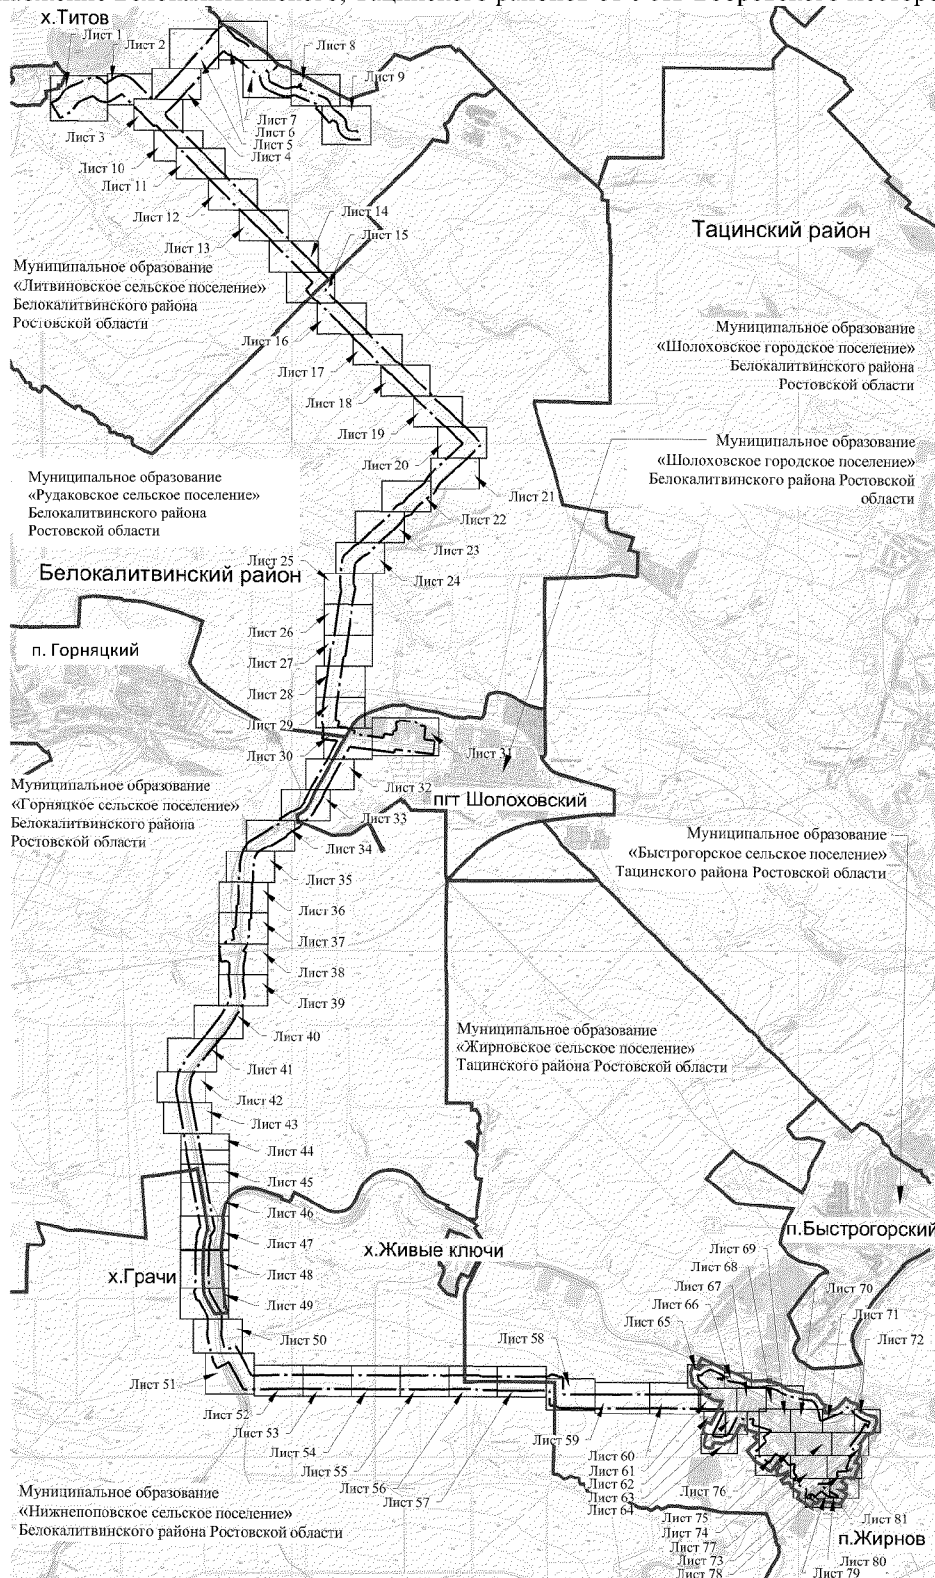 х.Титов
Лист 1
Лист 2
Лист 8
Лист 9
Лист 3
Лист 7
Лист 6
Лист 5
Лист 4
Лист 10
Лист 11
Лист 12
Лист 13
Лист 14
Лист 15
Тацинский район
Муниципальное образование
«Литвиновское сельское поселение»
Белокалитвинского района
Ростовской области
Лист 16
Лист 17
Лист 18
Лист 19
Лист 20
Муниципальное образование
«Шолоховское городское поселение»
Белокалитвинского района
Ростовской области
Муниципальное образование
«Шолоховское городское поселение»
Белокалитвинского района Ростовской
области
Муниципальное образование
«Рудаковское сельское поселение»
Белокалитвинского района
Ростовской области
Лист 21
Лист 22
Лист 23
Лист 24
Лист 25
Белокалитвинский район
Лист 26
Лист 27
Лист 28
Лист 29
Лист 30
п. Горняцкий
Лист 31
Лист 32
Лист 33
Лист 34
пгт Шолоховский
Муниципальное образование
«Горняцкое сельское поселение»
Белокалитвинского района
Ростовской области
Муниципальное образование
«Быстрогорское сельское поселение»
Тацинского района Ростовской области
Лист 35
Лист 36
Лист 37
Лист 38
Лист 39
Лист 40
Лист 41
Лист 42
Лист 43
Лист 44
Лист 45
Лист 46
Лист 47
Лист 48
Лист 49
Лист 50
Муниципальное образование
«Жирновское сельское поселение»
Тацинского района Ростовской области
х.Живые ключи
х.Грачи
п.Быстрогорский
Лист 69
Лист 68
Лист 67
Лист 66
Лист 65
Лист 70
Лист 71
Лист 72
Лист 58
Лист 51
Лист 52
Лист 53
Лист 54
Лист 55
Лист 56
Лист 57
Лист 59
Лист 60
Лист 61
Лист 62
Лист 63
Лист 64
Лист 76
Лист 75
Лист 74
Лист 77
Лист 73
Лист 78
Лист 81
п.Жирнов
Лист 80
Лист 79
Муниципальное образование
«Нижнепоповское сельское поселение»
Белокалитвинского района Ростовской области